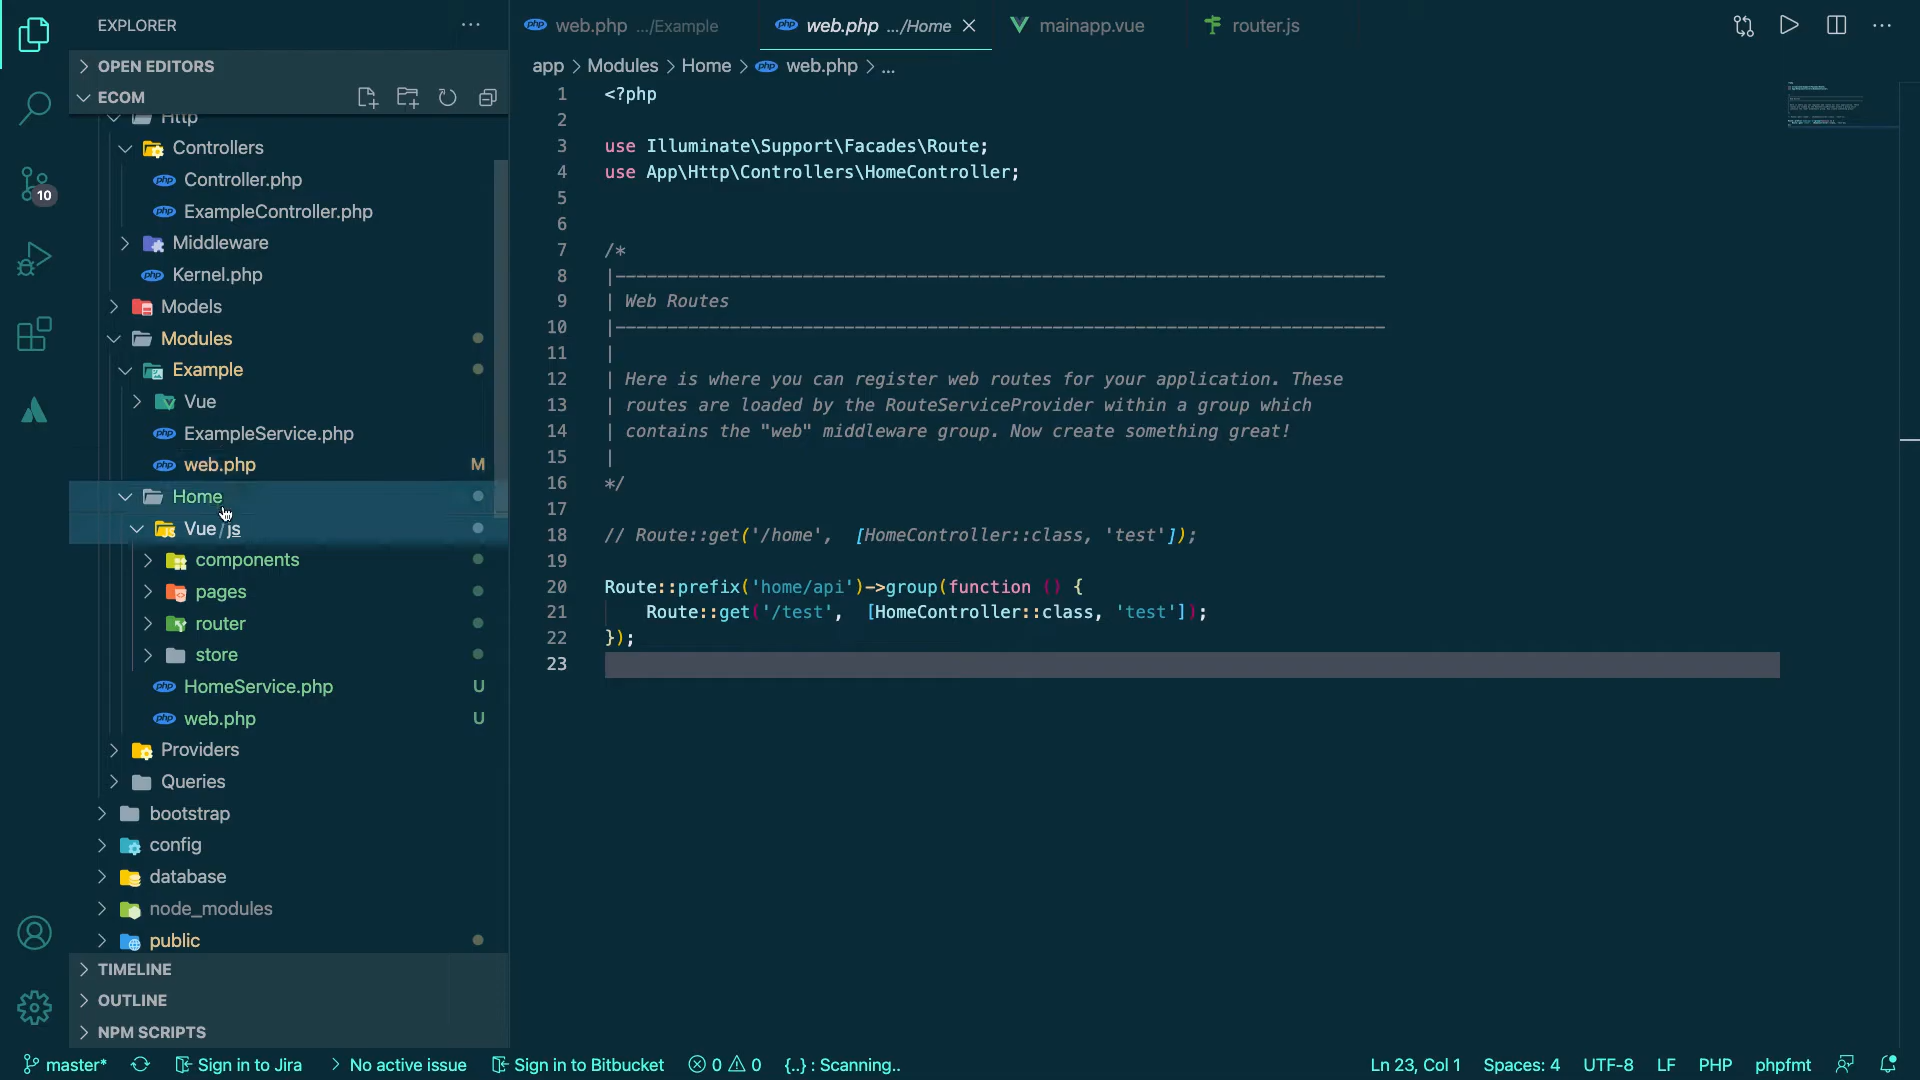 EXPLORER
web.php .../Example
web.php .../Home
mainapp.vue
router.js
OPEN EDITORS
ECOM
app > Modules > Home > web.php > ...
Http
Controllers
Controller.php
ExampleController.php
Middleware
Kernel.php
Models
Modules
Example
Vue
ExampleService.php
web.php M
Home
Vue / js
components
pages
router
store
HomeService.php U
web.php U
Providers
Queries
bootstrap
config
database
node_modules
public
TIMELINE
OUTLINE
NPM SCRIPTS
10
1 <?php
2
3 use Illuminate\Support\Facades\Route;
4 use App\Http\Controllers\HomeController;
5
6
7 /*
8 |--------------------------------------------------------------------------
9 | Web Routes
10 |--------------------------------------------------------------------------
11 |
12 | Here is where you can register web routes for your application. These
13 | routes are loaded by the RouteServiceProvider within a group which
14 | contains the "web" middleware group. Now create something great!
15 |
16 */
17
18 // Route::get('/home', [HomeController::class, 'test']);
19
20 Route::prefix('home/api')->group(function () {
21 Route::get('/test', [HomeController::class, 'test']);
22 });
23
master* Sign in to Jira No active issue Sign in to Bitbucket 0 0 {..} : Scanning.. Ln 23, Col 1 Spaces: 4 UTF-8 LF PHP phpfmt